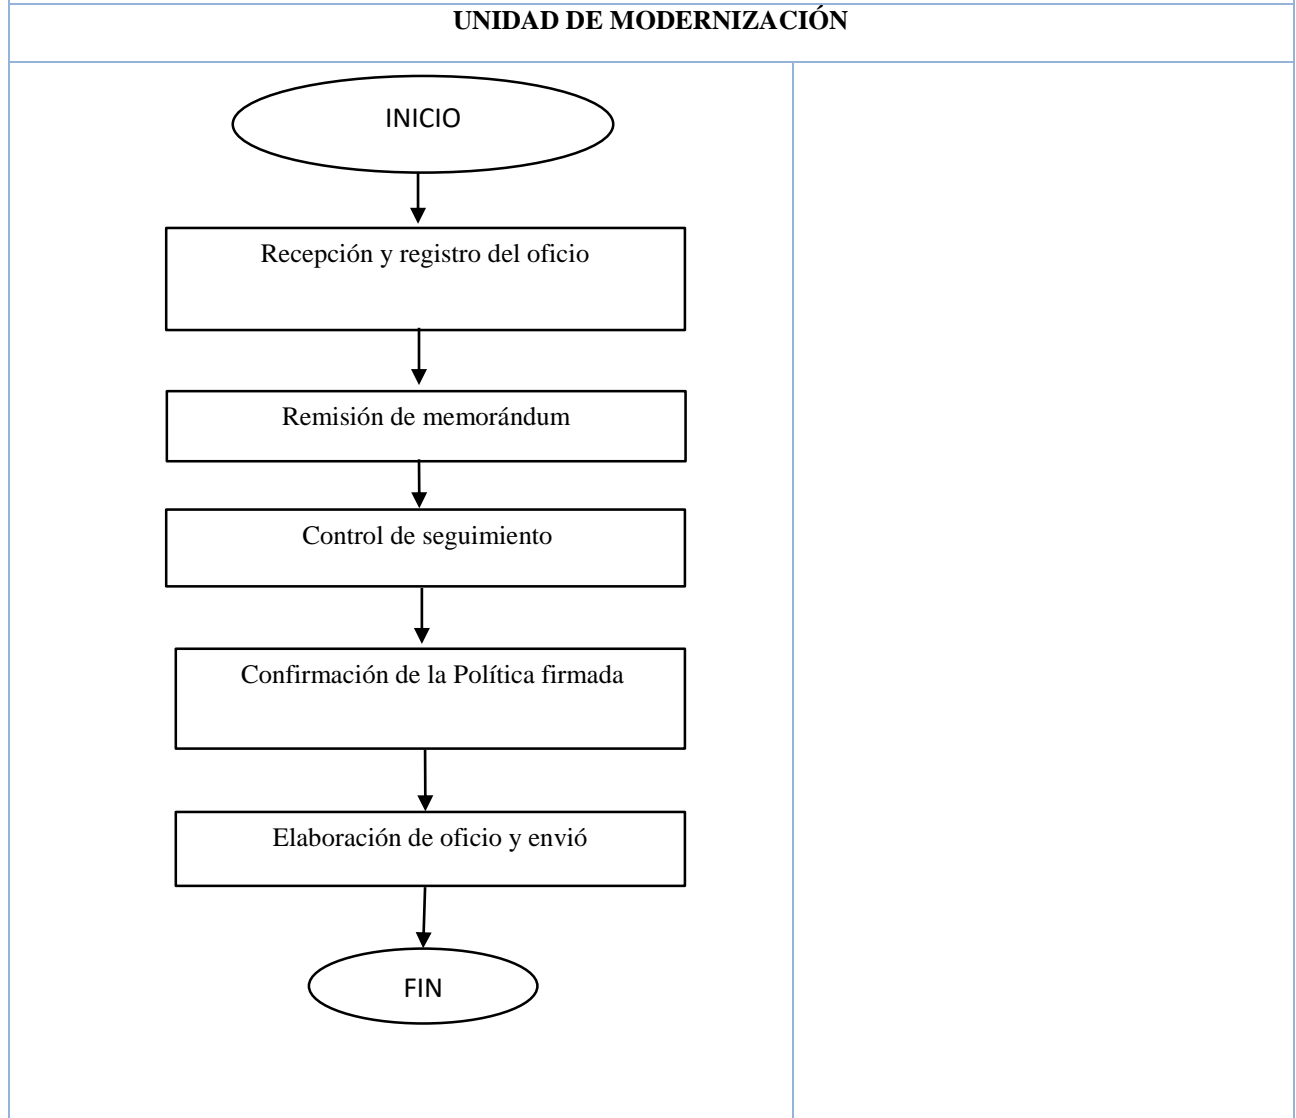 UNIDAD DE MODERNIZACIÓN
INICIO
Recepción y registro del oficio
Remisión de memorándum
Control de seguimiento
Confirmación de la Política firmada
Elaboración de oficio y envió
FIN